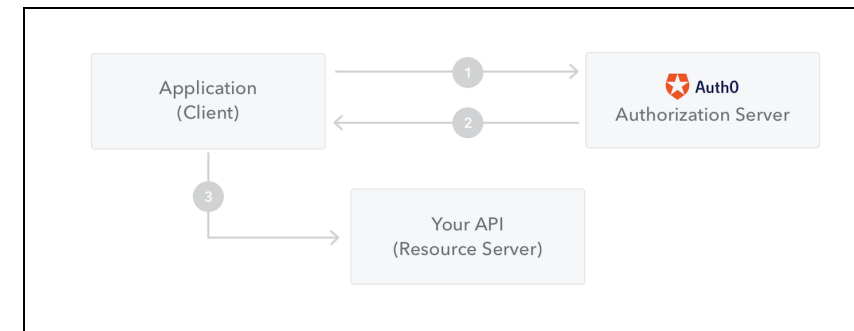 Application
(Client)
1
Auth0
Authorization Server
2
3
Your API
(Resource Server)